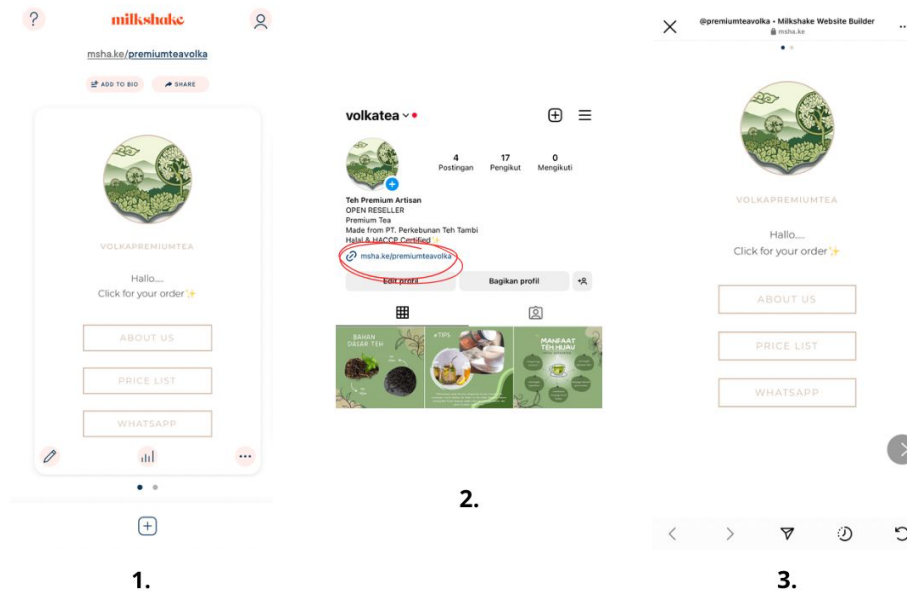 milkshake
msha.ke/premiumteavolka
ADD TO BIO
SHARE
VOLKAPREMIUMTEA
Hallo....
Click for your order✨
ABOUT US
PRICE LIST
WHATSAPP
1.
volkatea
4 17 0
Postingan Pengikut Mengikuti
Teh Premium Artisan
OPEN RESELLER
Premium Tea
Made from PT. Perkebunan Teh Tambi
Halal & HACCP Certified✨
msha.ke/premiumteavolka
Edit profil
Bagikan profil
BAHAN
DASAR TEH
TIPS
MANFAAT
TEH HIJAU
2.
@premiumteavolka • Milkshake Website Builder
msha.ke
VOLKAPREMIUMTEA
Hallo....
Click for your order✨
ABOUT US
PRICE LIST
WHATSAPP
3.